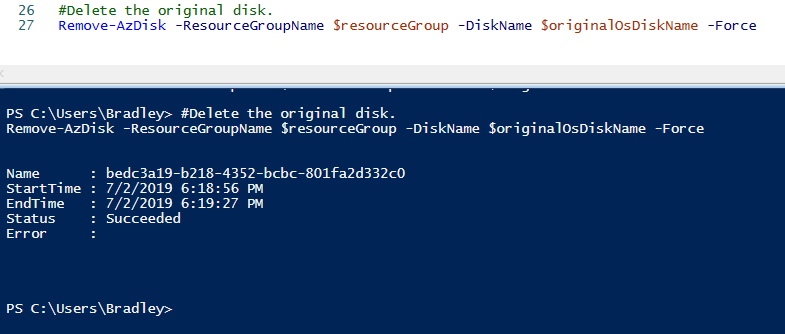 26 #Delete the original disk.
27 Remove-AzDisk -ResourceGroupName $resourceGroup -DiskName $originalOsDiskName -Force
PS C:\Users\Bradley> #Delete the original disk.
Remove-AzDisk -ResourceGroupName $resourceGroup -DiskName $originalOsDiskName -Force
Name : bedc3a19-b218-4352-bcbc-801fa2d332c0
StartTime : 7/2/2019 6:18:56 PM
EndTime : 7/2/2019 6:19:27 PM
Status : Succeeded
Error :
PS C:\Users\Bradley>